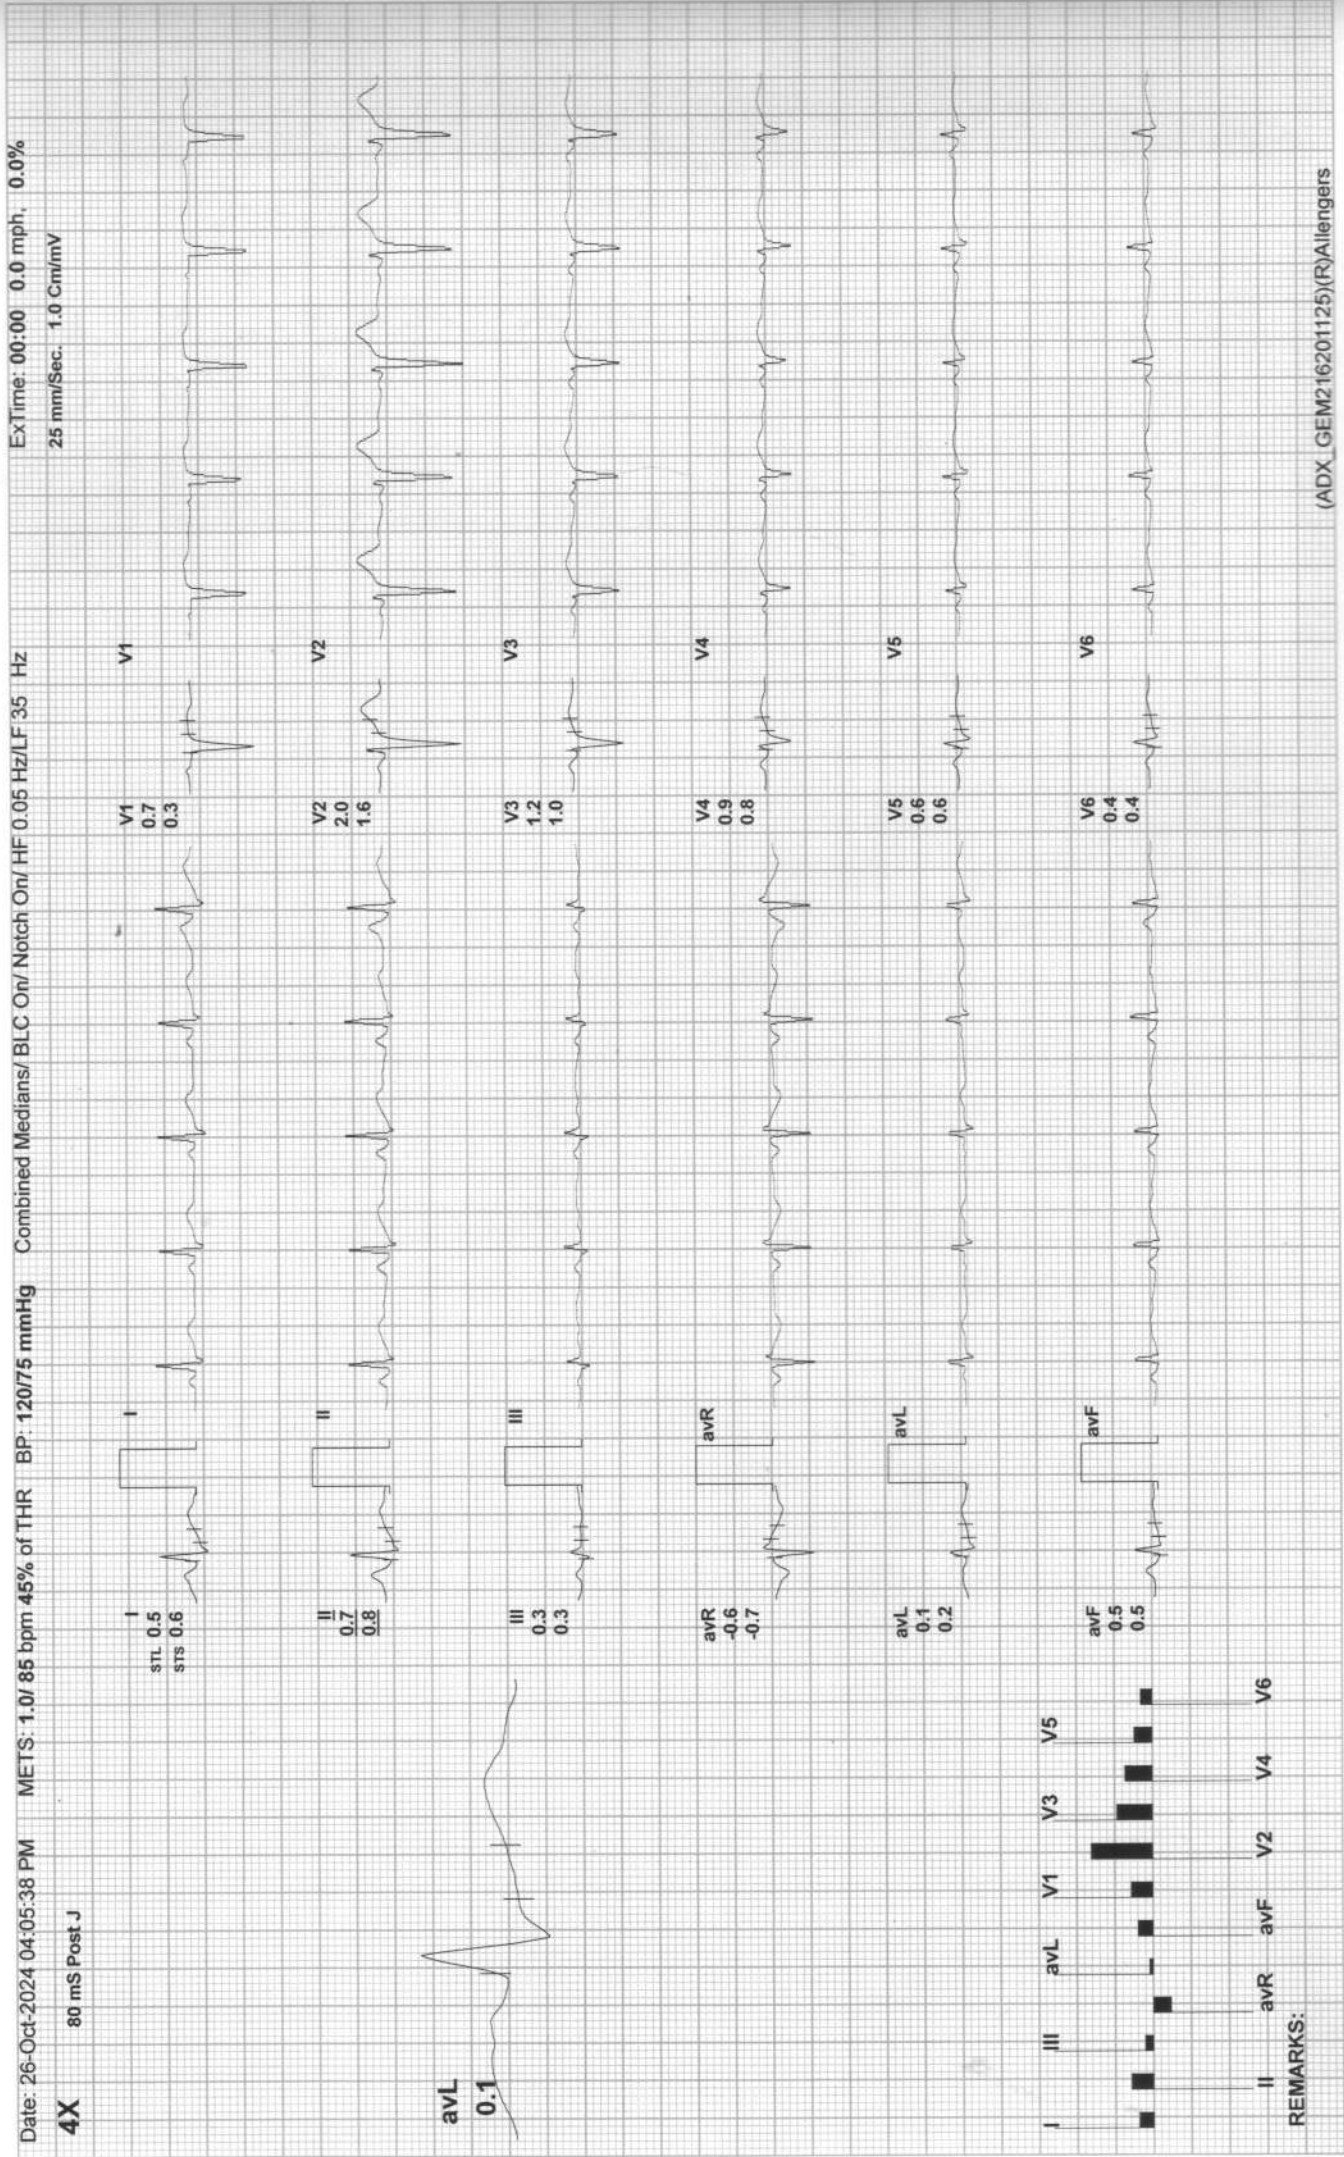 Date: 26-Oct-2024 04:05:38 PM METS: 1.0/ 85 bpm 45% of THR BP: 120/75 mmHg Combined Medians/ BLC On/ Notch On/ HF 0.05 Hz/LF 35 Hz ExTime: 00:00 0.0 mph, 0.0%
4X 80 mS Post J 25 mm/Sec. 1.0 Cm/mV
avL
0.1
I
STL 0.5
STS 0.6
I
V1
0.7
0.3
V1
II
0.7
0.8
II
V2
2.0
1.6
V2
III
0.3
0.3
III
V3
1.2
1.0
V3
avR
-0.6
-0.7
avR
V4
0.9
0.8
V4
avL
0.1
0.2
avL
V5
0.6
0.6
V5
avF
0.5
0.5
avF
V6
0.4
0.4
V6
I III avL V1 V3 V5
II avR avF V2 V4 V6
REMARKS:
(ADX_GEM216201125)(R)Allengers